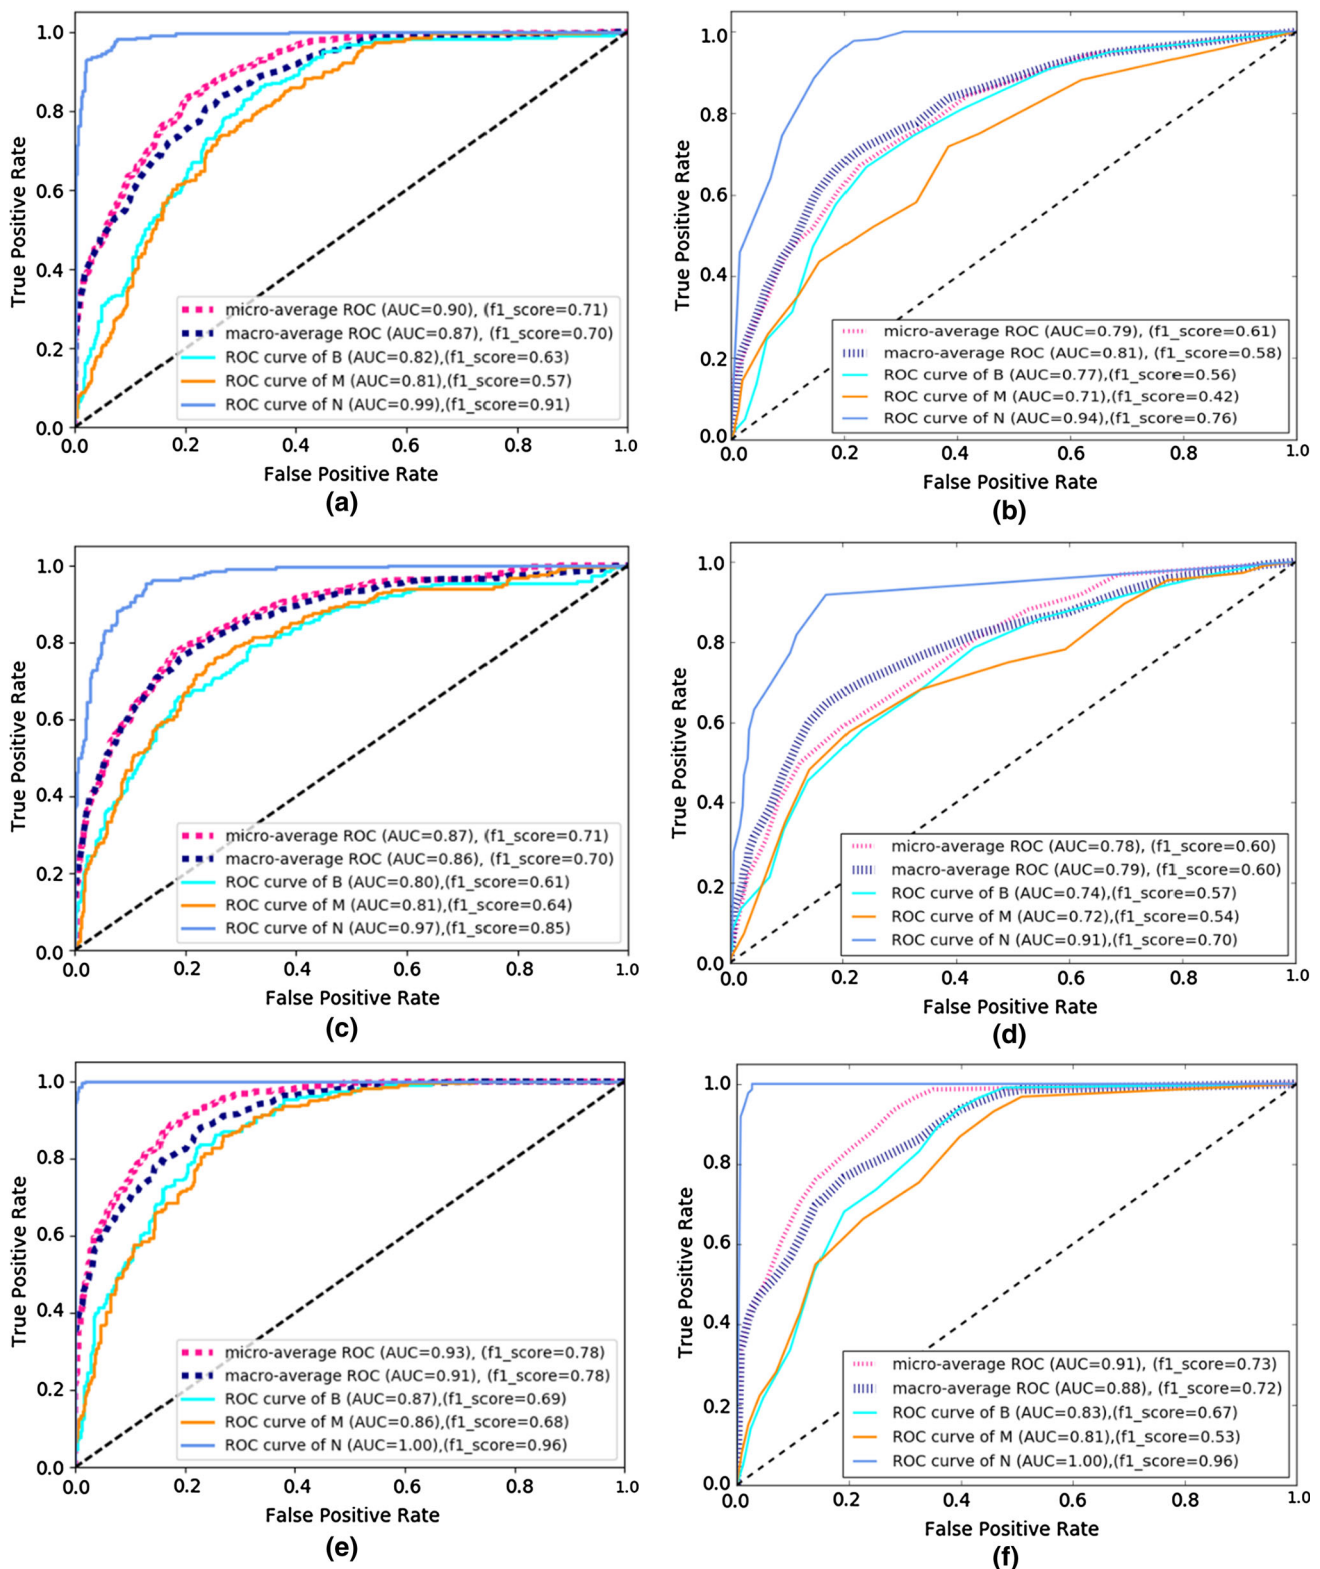 1.0
0.8
0.6
0.4
0.2
0.0
True Positive Rate
micro-average ROC (AUC=0.90), (f1_score=0.71)
macro-average ROC (AUC=0.87), (f1_score=0.70)
ROC curve of B (AUC=0.82),(f1_score=0.63)
ROC curve of M (AUC=0.81),(f1_score=0.57)
ROC curve of N (AUC=0.99),(f1_score=0.91)
0.0 0.2 0.4 0.6 0.8 1.0
False Positive Rate
(a)
1.0
0.8
0.6
0.4
0.2
0.0
True Positive Rate
micro-average ROC (AUC=0.79), (f1_score=0.61)
macro-average ROC (AUC=0.81), (f1_score=0.58)
ROC curve of B (AUC=0.77),(f1_score=0.56)
ROC curve of M (AUC=0.71),(f1_score=0.42)
ROC curve of N (AUC=0.94),(f1_score=0.76)
0.0 0.2 0.4 0.6 0.8 1.0
False Positive Rate
(b)
1.0
0.8
0.6
0.4
0.2
0.0
True Positive Rate
micro-average ROC (AUC=0.87), (f1_score=0.71)
macro-average ROC (AUC=0.86), (f1_score=0.70)
ROC curve of B (AUC=0.80),(f1_score=0.61)
ROC curve of M (AUC=0.81),(f1_score=0.64)
ROC curve of N (AUC=0.97),(f1_score=0.85)
0.0 0.2 0.4 0.6 0.8 1.0
False Positive Rate
(c)
1.0
0.8
0.6
0.4
0.2
0.0
True Positive Rate
micro-average ROC (AUC=0.78), (f1_score=0.60)
macro-average ROC (AUC=0.79), (f1_score=0.60)
ROC curve of B (AUC=0.74),(f1_score=0.57)
ROC curve of M (AUC=0.72),(f1_score=0.54)
ROC curve of N (AUC=0.91),(f1_score=0.70)
0.0 0.2 0.4 0.6 0.8 1.0
False Positive Rate
(d)
1.0
0.8
0.6
0.4
0.2
0.0
True Positive Rate
micro-average ROC (AUC=0.93), (f1_score=0.78)
macro-average ROC (AUC=0.91), (f1_score=0.78)
ROC curve of B (AUC=0.87),(f1_score=0.69)
ROC curve of M (AUC=0.86),(f1_score=0.68)
ROC curve of N (AUC=1.00),(f1_score=0.96)
0.0 0.2 0.4 0.6 0.8 1.0
False Positive Rate
(e)
1.0
0.8
0.6
0.4
0.2
0.0
True Positive Rate
micro-average ROC (AUC=0.91), (f1_score=0.73)
macro-average ROC (AUC=0.88), (f1_score=0.72)
ROC curve of B (AUC=0.83),(f1_score=0.67)
ROC curve of M (AUC=0.81),(f1_score=0.53)
ROC curve of N (AUC=1.00),(f1_score=0.96)
0.0 0.2 0.4 0.6 0.8 1.0
False Positive Rate
(f)